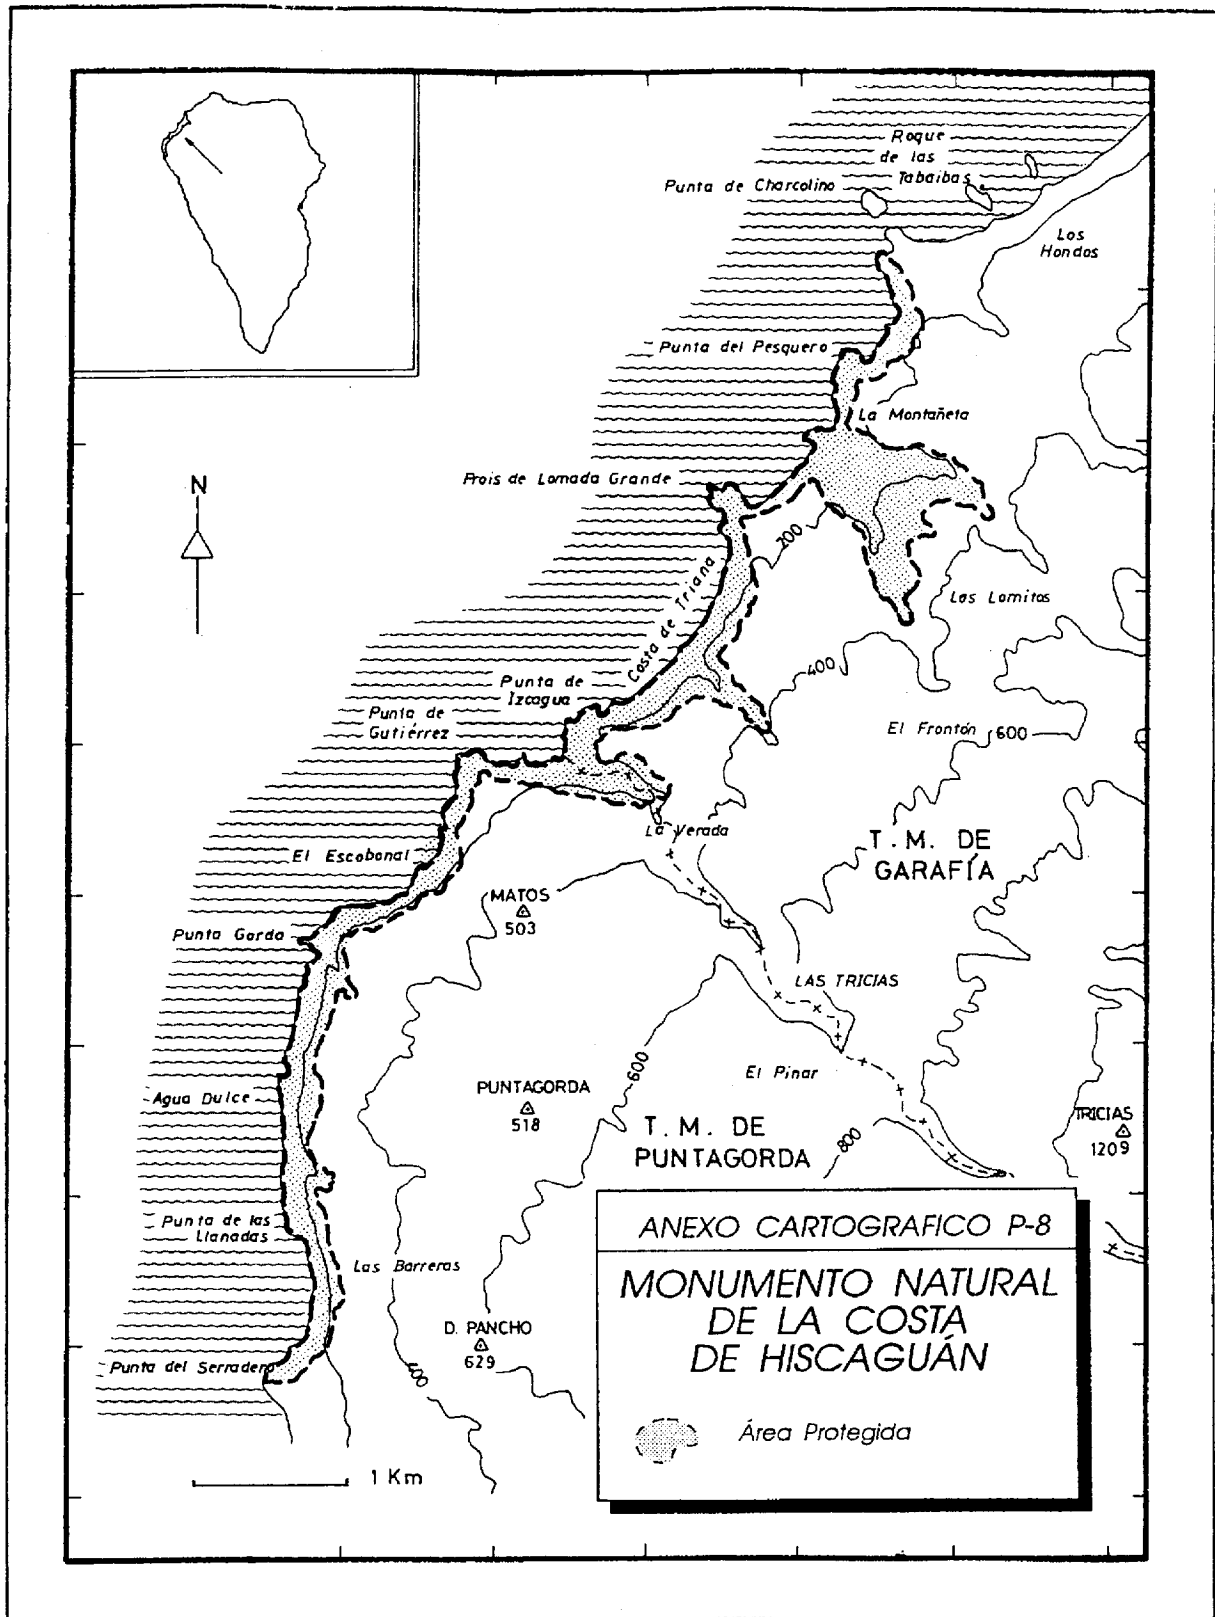 Roque
de las
Tabaibas
Punta de Charcolino
Los
Hondos
Punta del Pesquero
La Montañeta
Prois de Lomada Grande
N
200
Costa de Triana
Los Lomitos
400
Punta de
Izcagua
Punta de
Gutiérrez
El Frontón
600
La Verada
El Escobonal
T. M. DE
GARAFÍA
MATOS
503
Punta Gorda
LAS TRICIAS
600
El Pinar
Agua Dulce
PUNTAGORDA
518
T. M. DE
PUNTAGORDA
800
TRICIAS
1209
Punta de las
Llanadas
Las Barreras
D. PANCHO
629
400
Punta del Serradero
1 Km
ANEXO CARTOGRAFICO P-8
MONUMENTO NATURAL
DE LA COSTA
DE HISCAGUÁN
Área Protegida